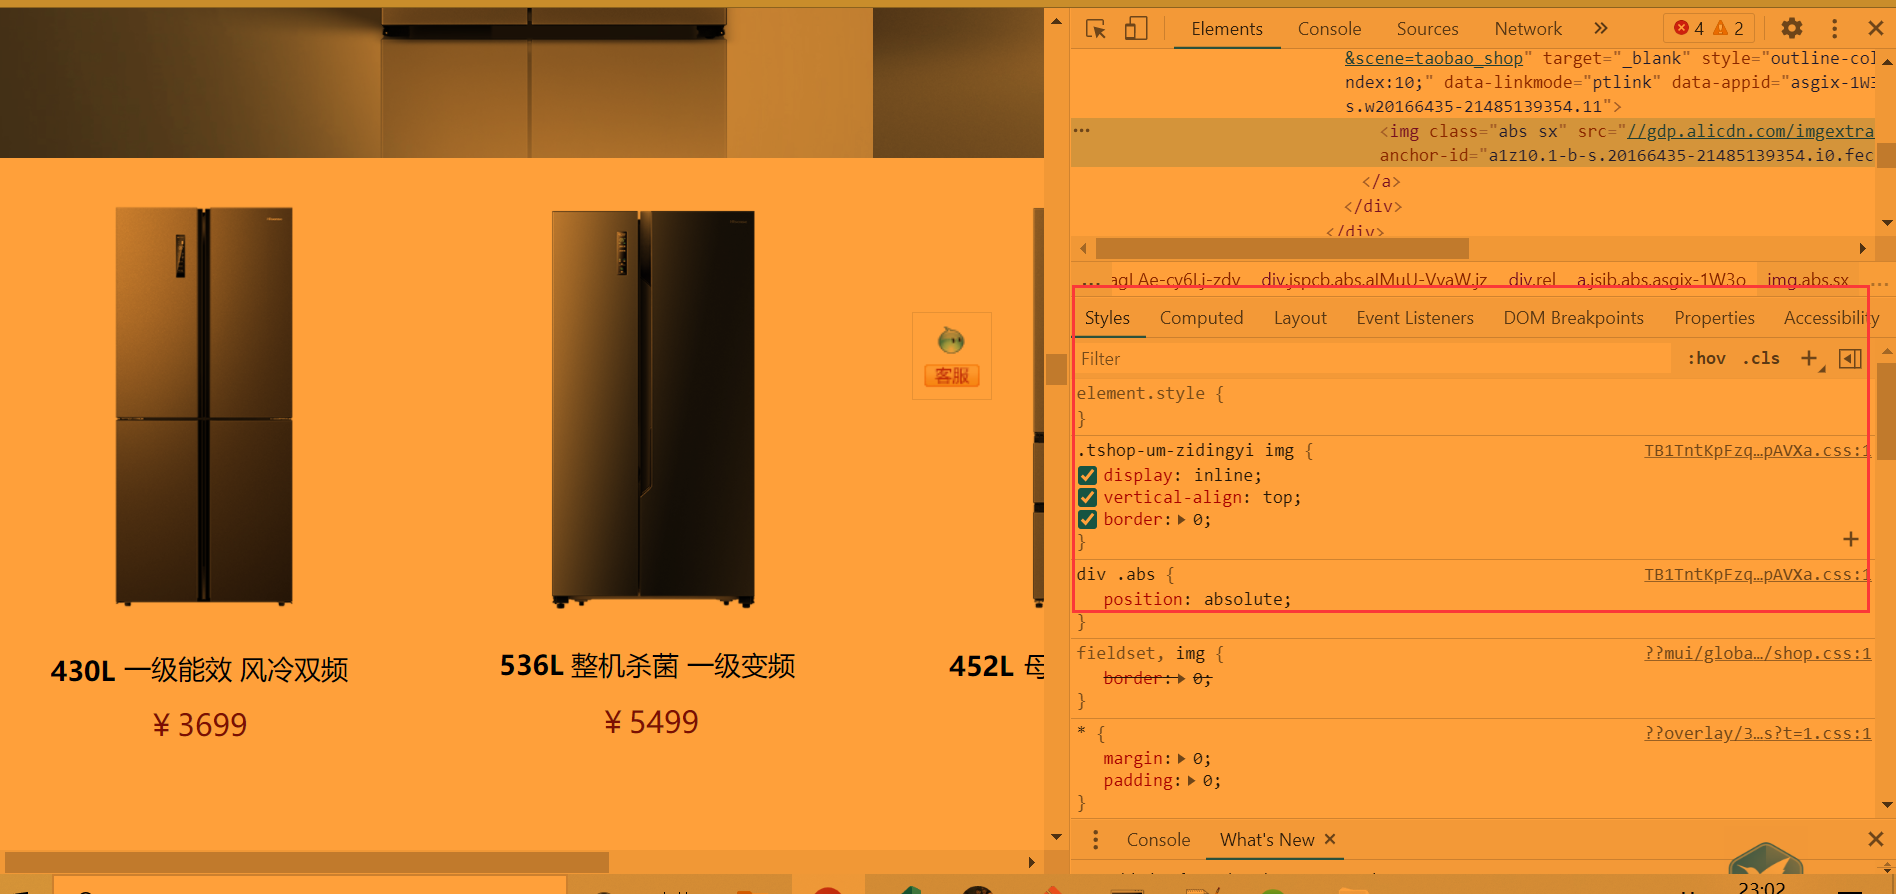 Elements Console Sources Network » 4 2
&scene=taobao_shop" target="_blank" style="outline-col
ndex:10;" data-linkmode="ptlink" data-appid="asgix-1W3
s.w20166435-21485139354.11">
<img class="abs sx" src="//gdp.alicdn.com/imgextra
anchor-id="a1z10.1-b-s.20166435-21485139354.i0.fec
</a>
</div>
</div>
... agLAe-cy6Lj-zdv div.jspcb.abs.aIMuU-VvaW.jz div.rel a.jsib.abs.asgix-1W3o img.abs.sx ...
Styles Computed Layout Event Listeners DOM Breakpoints Properties Accessibility
Filter :hov .cls +
element.style {
}
.tshop-um-zidingyi img { TB1TntKpFzq…pAVXa.css:1
display: inline;
vertical-align: top;
border: 0;
}
div .abs { TB1TntKpFzq…pAVXa.css:1
position: absolute;
}
fieldset, img { ??mui/globa…/shop.css:1
border: 0;
}
* { ??overlay/3…s?t=1.css:1
margin: 0;
padding: 0;
}
Console What's New
23:02
客服
430L 一级能效 风冷双频
¥ 3699
536L 整机杀菌 一级变频
¥ 5499
452L 母